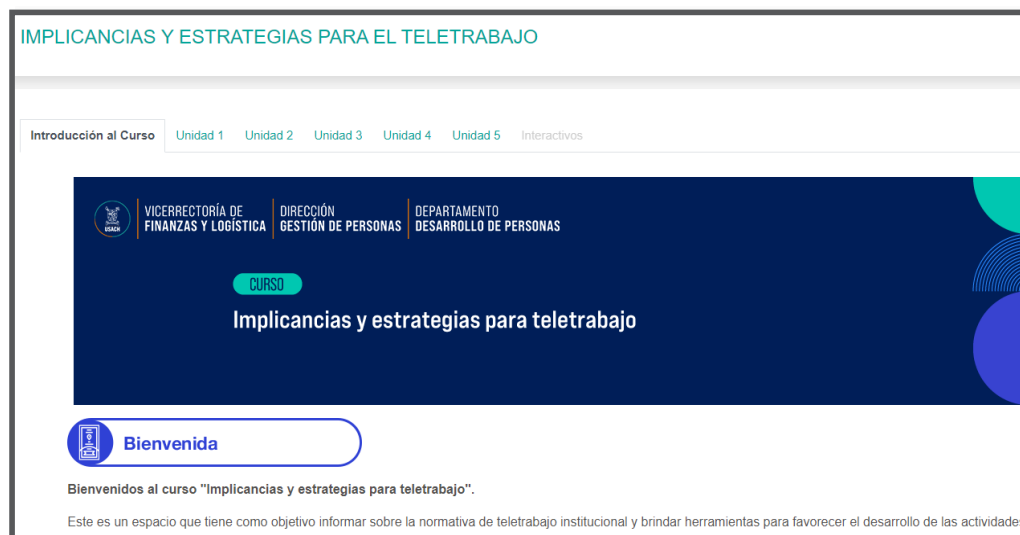 IMPLICANCIAS Y ESTRATEGIAS PARA EL TELETRABAJO
Introducción al Curso Unidad 1 Unidad 2 Unidad 3 Unidad 4 Unidad 5 Interactivos
USACH
VICERRECTORÍA DE
FINANZAS Y LOGÍSTICA
DIRECCIÓN
GESTIÓN DE PERSONAS
DEPARTAMENTO
DESARROLLO DE PERSONAS
CURSO
Implicancias y estrategias para teletrabajo
Bienvenida
Bienvenidos al curso "Implicancias y estrategias para teletrabajo".
Este es un espacio que tiene como objetivo informar sobre la normativa de teletrabajo institucional y brindar herramientas para favorecer el desarrollo de las actividade